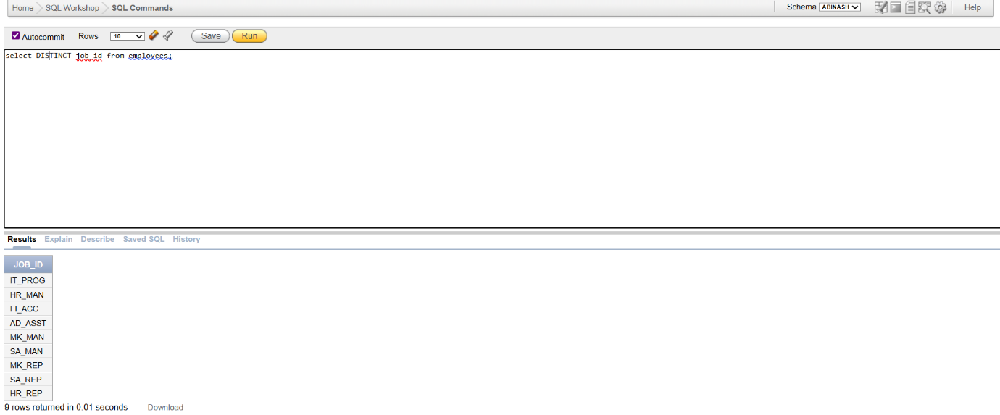 Home SQL Workshop SQL Commands Schema ABINASH Help
Autocommit Rows 10 Save Run
select DISTINCT job_id from employees;
Results Explain Describe Saved SQL History
JOB_ID
IT_PROG
HR_MAN
FI_ACC
AD_ASST
MK_MAN
SA_MAN
MK_REP
SA_REP
HR_REP
9 rows returned in 0.01 seconds Download